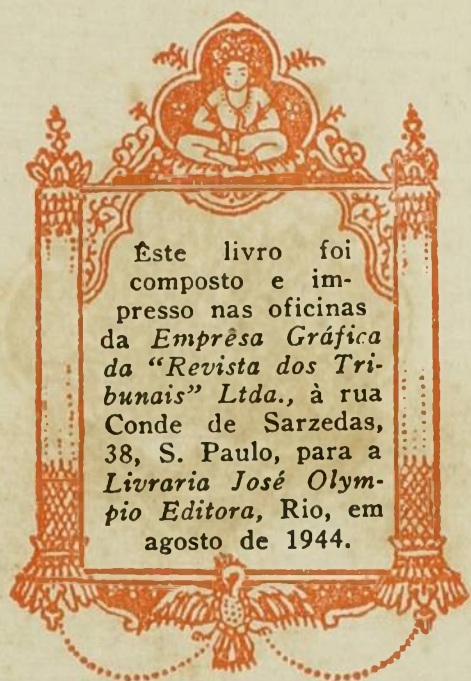 Êste livro foi
composto e im-
presso nas oficinas
da Emprêsa Gráfica
da “Revista dos Tri-
bunais” Ltda., à rua
Conde de Sarzedas,
38, S. Paulo, para a
Livraria José Olym-
pio Editora, Rio, em
agosto de 1944.